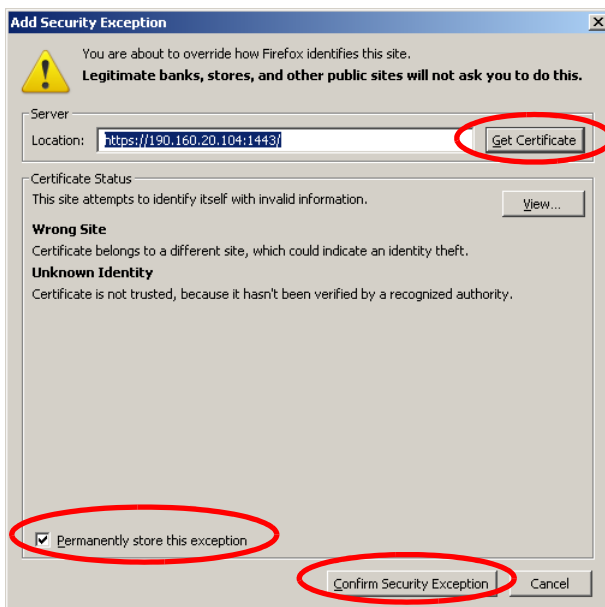 Add Security Exception
You are about to override how Firefox identifies this site.
Legitimate banks, stores, and other public sites will not ask you to do this.
Server
Location: https://190.160.20.104:1443/ Get Certificate
Certificate Status
This site attempts to identify itself with invalid information.
View...
Wrong Site
Certificate belongs to a different site, which could indicate an identity theft.
Unknown Identity
Certificate is not trusted, because it hasn't been verified by a recognized authority.
Permanently store this exception
Confirm Security Exception Cancel